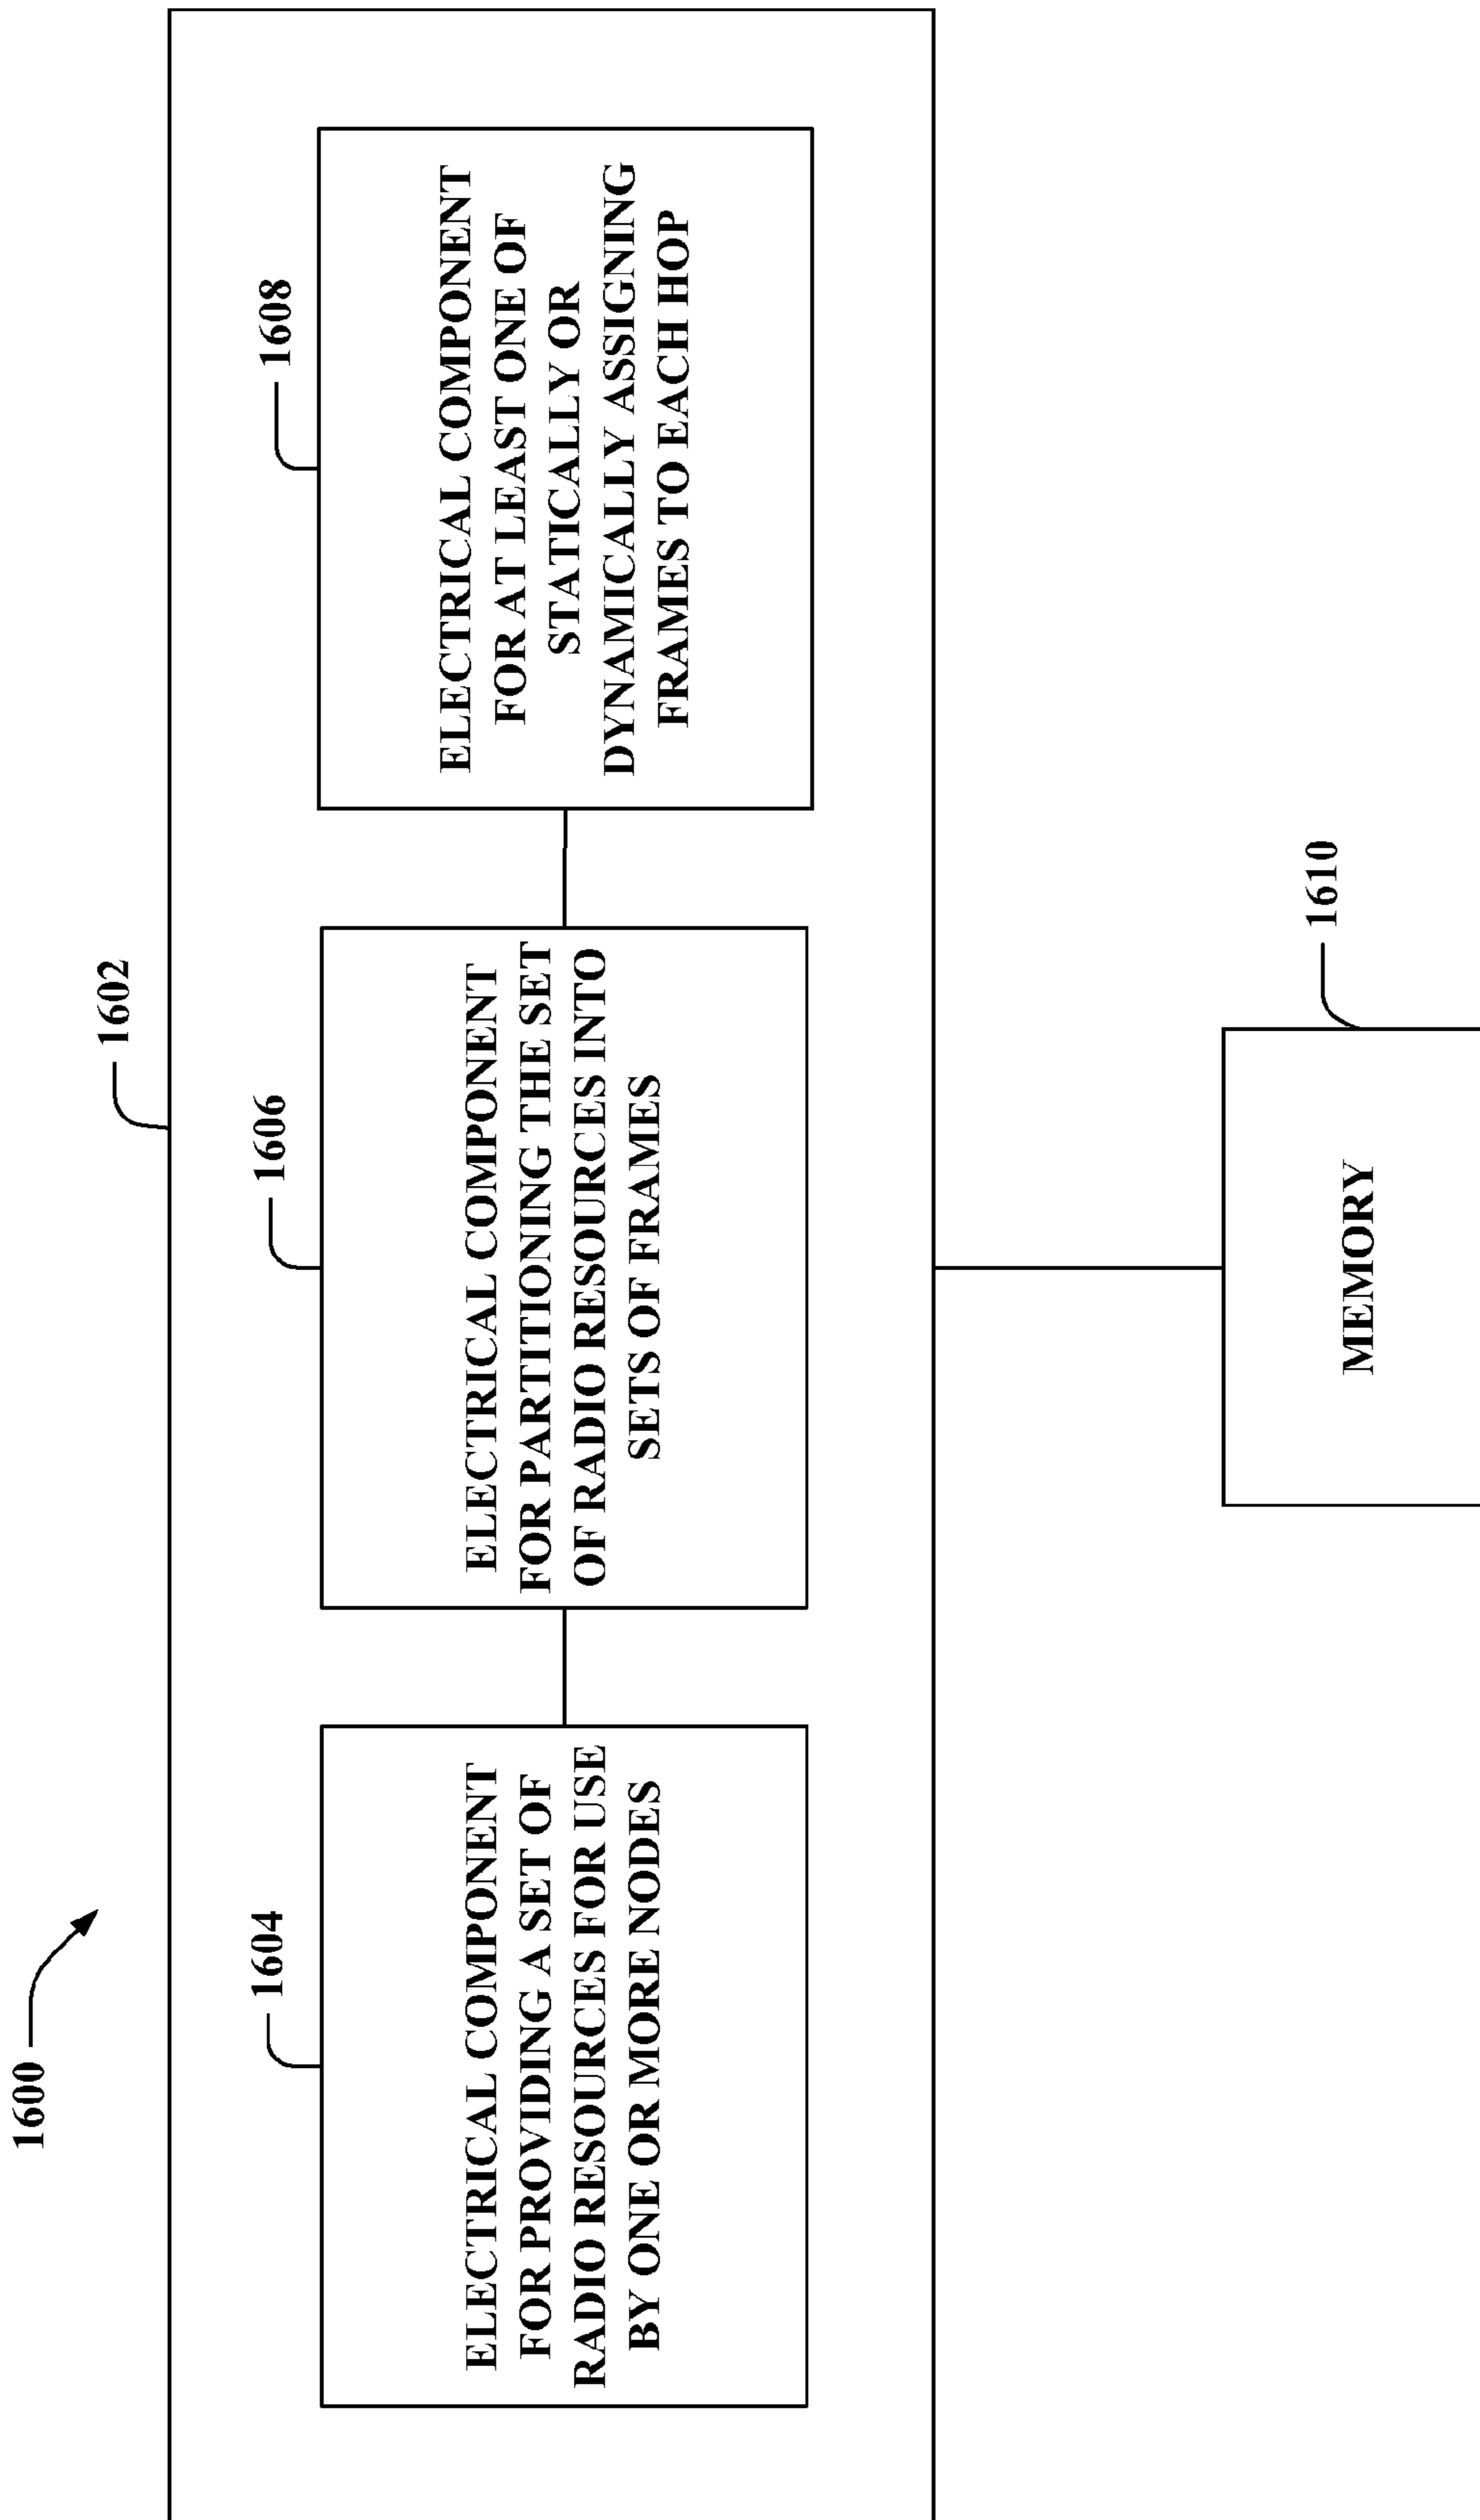 1600
1602
1604
ELECTRICAL COMPONENT
FOR PROVIDING A SET OF
RADIO RESOURCES FOR USE
BY ONE OR MORE NODES
1606
ELECTRICAL COMPONENT
FOR PARTITIONING THE SET
OF RADIO RESOURCES INTO
SETS OF FRAMES
1608
ELECTRICAL COMPONENT
FOR AT LEAST ONE OF
STATICALLY OR
DYNAMICALLY ASSIGNING
FRAMES TO EACH HOP
1610
MEMORY